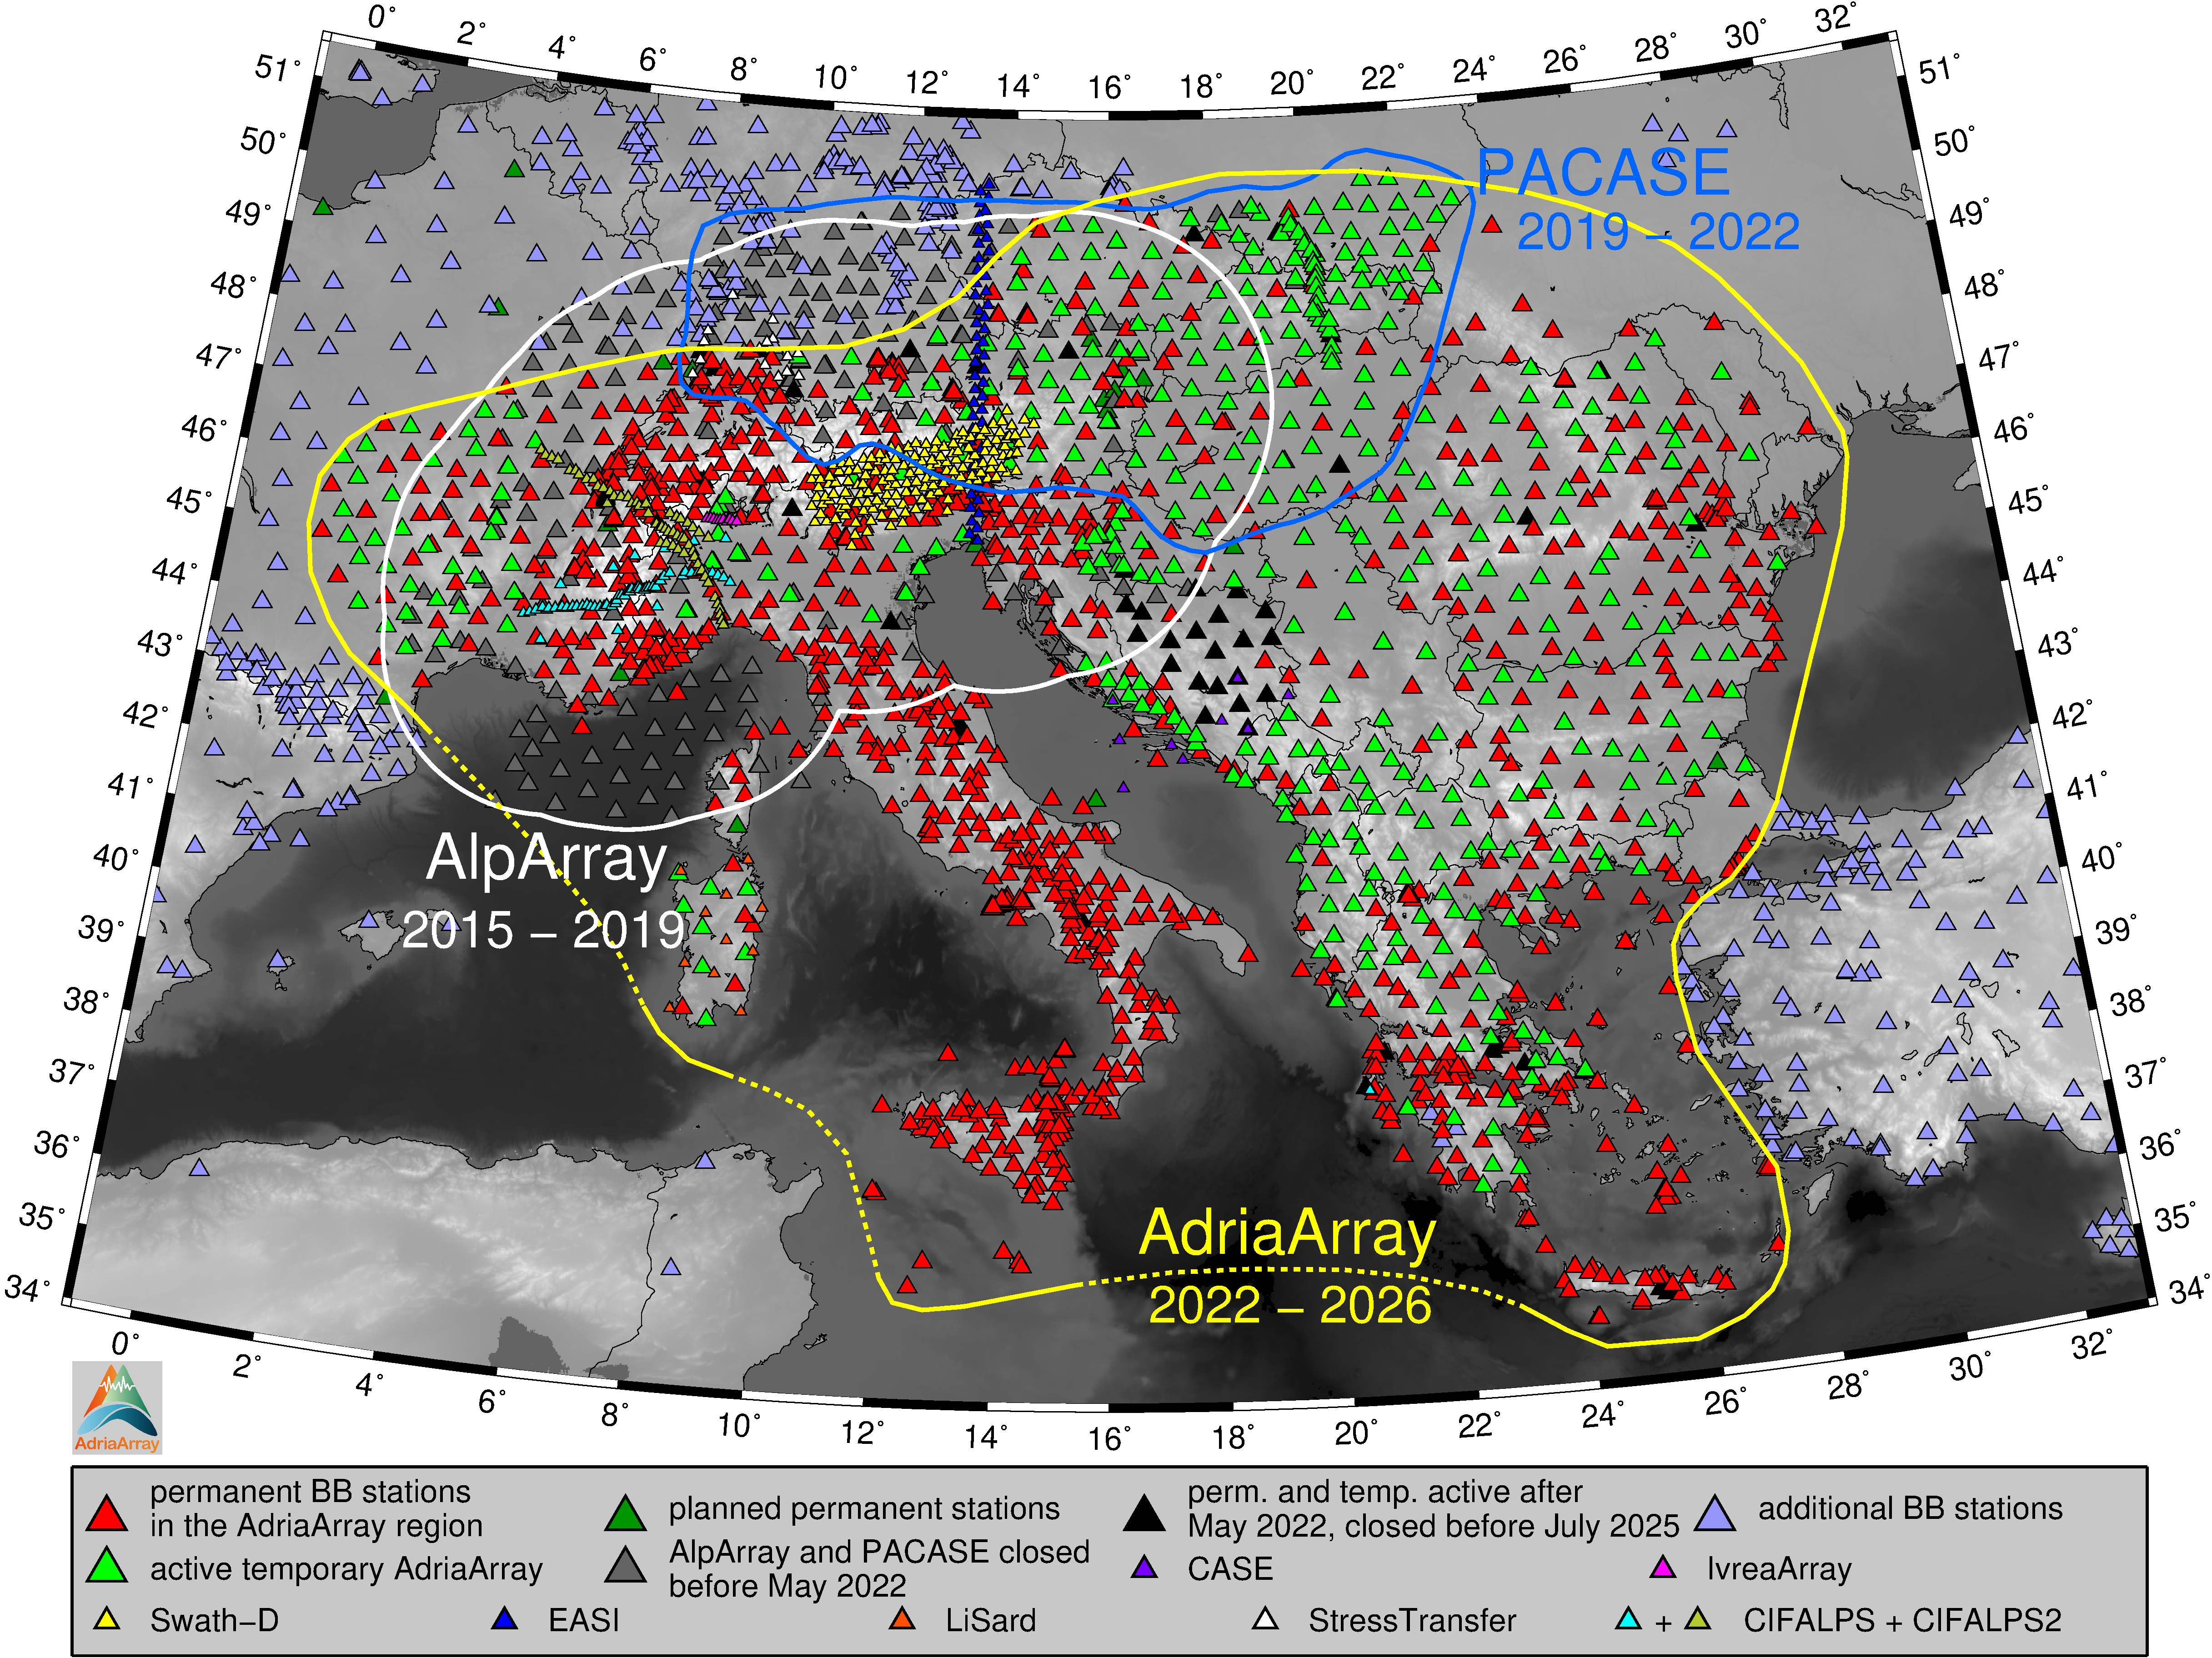 0° 2° 4° 6° 8° 10° 12° 14° 16° 18° 20° 22° 24° 26° 28° 30° 32°
51° 51°
50° 50°
49° 49°
48° 48°
47° 47°
46° 46°
45° 45°
44° 44°
43° 43°
42° 42°
41° 41°
40° 40°
39° 39°
38° 38°
37° 37°
36° 36°
35° 35°
34° 34°
PACASE
2019 – 2022
AlpArray
2015 – 2019
AdriaArray
2022 – 2026
0° 2° 4° 6° 8° 10° 12° 14° 16° 18° 20° 22° 24° 26° 28° 30° 32°
AdriaArray
permanent BB stations
in the AdriaArray region
planned permanent stations
perm. and temp. active after
May 2022, closed before July 2025
additional BB stations
active temporary AdriaArray
AlpArray and PACASE closed
before May 2022
CASE
IvreaArray
Swath–D
EASI
LiSard
StressTransfer
+ CIFALPS + CIFALPS2